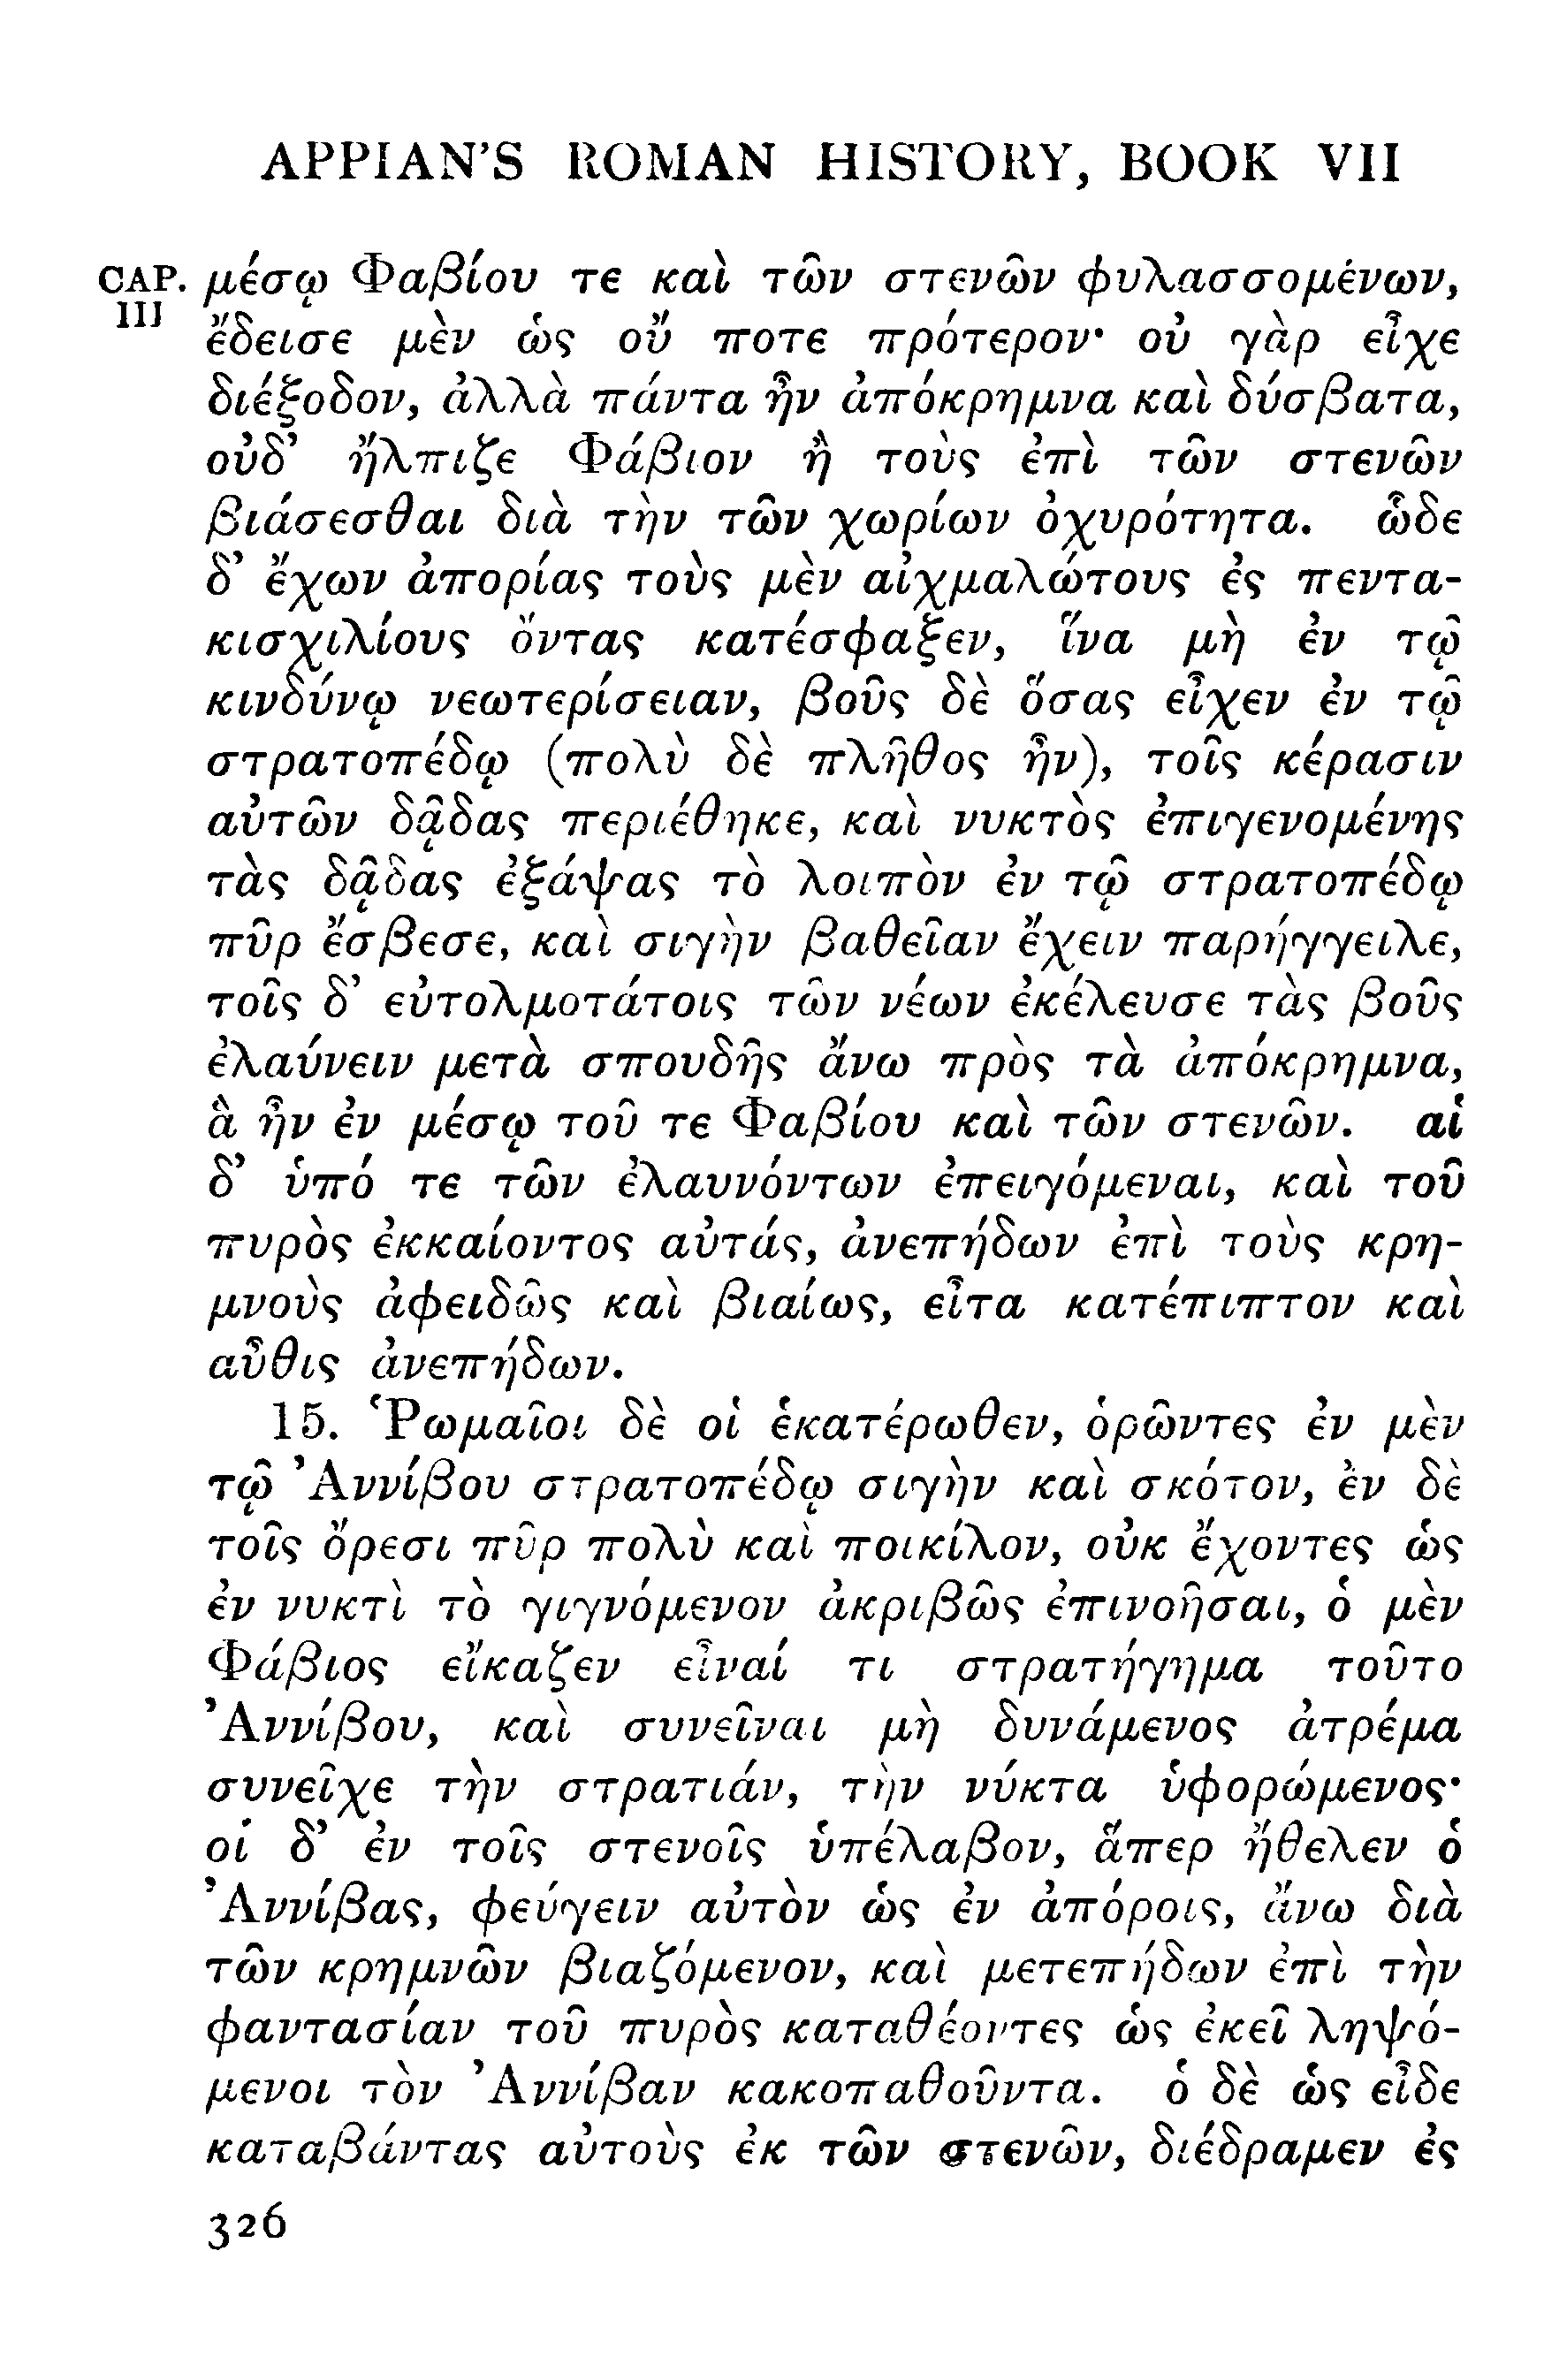 APPIAN'S ROMAN HISTORY, BOOK VII
CAP. III
μέσῳ Φαβίου τε καὶ τῶν στενῶν φυλασσομένων,
ἔδεισε μὲν ὡς οὔ ποτε πρότερον· οὐ γὰρ εἶχε
διέξοδον, ἀλλὰ πάντα ἦν ἀπόκρημνα καὶ δύσβατα,
οὐδ' ἤλπιζε Φάβιον ἢ τοὺς ἐπὶ τῶν στενῶν
βιάσεσθαι διὰ τὴν τῶν χωρίων ὀχυρότητα. ὧδε
δ' ἔχων ἀπορίας τοὺς μὲν αἰχμαλώτους ἐς πεντα-
κισχιλίους ὄντας κατέσφαξεν, ἵνα μὴ ἐν τῷ
κινδύνῳ νεωτερίσειαν, βοῦς δὲ ὅσας εἶχεν ἐν τῷ
στρατοπέδῳ (πολὺ δὲ πλῆθος ἦν), τοῖς κέρασιν
αὐτῶν δᾷδας περιέθηκε, καὶ νυκτὸς ἐπιγενομένης
τὰς δᾷδας ἐξάψας τὸ λοιπὸν ἐν τῷ στρατοπέδῳ
πῦρ ἔσβεσε, καὶ σιγὴν βαθεῖαν ἔχειν παρήγγειλε,
τοῖς δ' εὐτολμοτάτοις τῶν νέων ἐκέλευσε τὰς βοῦς
ἐλαύνειν μετὰ σπουδῆς ἄνω πρὸς τὰ ἀπόκρημνα,
ἃ ἦν ἐν μέσῳ τοῦ τε Φαβίου καὶ τῶν στενῶν. αἱ
δ' ὑπό τε τῶν ἐλαυνόντων ἐπειγόμεναι, καὶ τοῦ
πυρὸς ἐκκαίοντος αὐτάς, ἀνεπήδων ἐπὶ τοὺς κρη-
μνοὺς ἀφειδῶς καὶ βιαίως, εἶτα κατέπιπτον καὶ
αὖθις ἀνεπήδων.
15. Ῥωμαῖοι δὲ οἱ ἑκατέρωθεν, ὁρῶντες ἐν μὲν
τῷ Ἀννίβου στρατοπέδῳ σιγὴν καὶ σκότον, ἐν δὲ
τοῖς ὄρεσι πῦρ πολὺ καὶ ποικίλον, οὐκ ἔχοντες ὡς
ἐν νυκτὶ τὸ γιγνόμενον ἀκριβῶς ἐπινοῆσαι, ὁ μὲν
Φάβιος εἴκαζεν εἶναί τι στρατήγημα τοῦτο
Ἀννίβου, καὶ συνεῖναι μὴ δυνάμενος ἀτρέμα
συνεῖχε τὴν στρατιάν, τὴν νύκτα ὑφορώμενος·
οἱ δ' ἐν τοῖς στενοῖς ὑπέλαβον, ἅπερ ἤθελεν ὁ
Ἀννίβας, φεύγειν αὐτὸν ὡς ἐν ἀπόροις, ἄνω διὰ
τῶν κρημνῶν βιαζόμενον, καὶ μετεπήδων ἐπὶ τὴν
φαντασίαν τοῦ πυρὸς καταθέοντες ὡς ἐκεῖ ληψό-
μενοι τὸν Ἀννίβαν κακοπαθοῦντα. ὁ δὲ ὡς εἶδε
καταβάντας αὐτοὺς ἐκ τῶν στενῶν, διέδραμεν ἐς
326